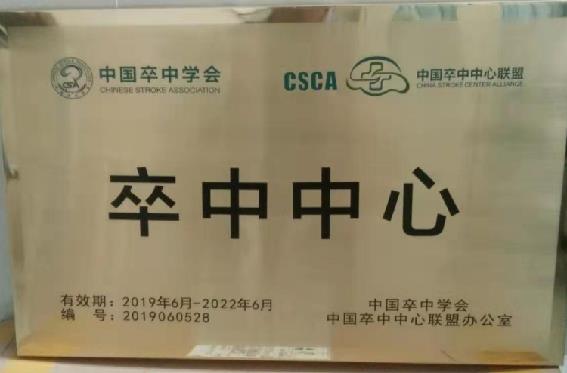 中国卒中学会
CHINESE STROKE ASSOCIATION
CSA
CSCA
中国卒中中心联盟
CHINA STROKE CENTER ALLIANCE
卒中中心
有效期：2019年6月-2022年6月
编 号：2019060528
中国卒中学会
中国卒中中心联盟办公室